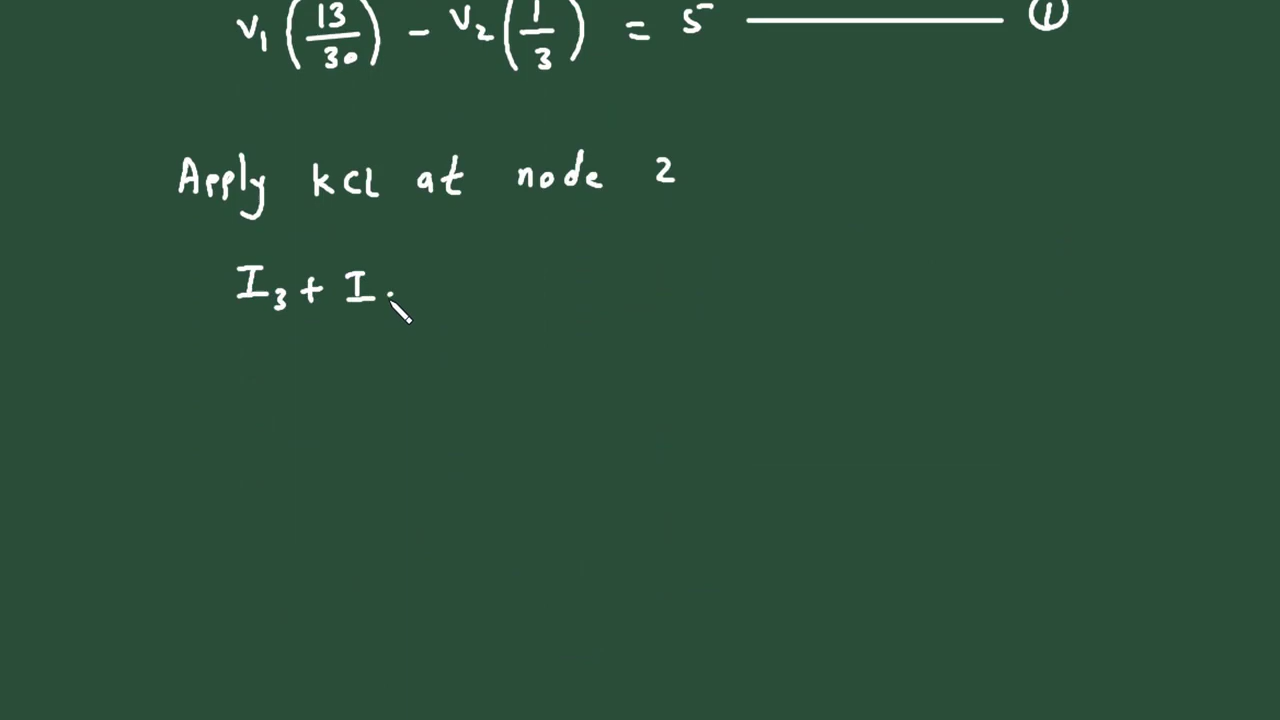 V₁ (13/30) - V₂ (1/3) = 5 ——— ①
Apply KCL at node 2
I₃ + I